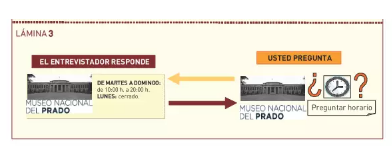 LÁMINA 3
EL ENTREVISTADOR RESPONDE
DE MARTES A DOMINGO:
de 10:00 h. a 20:00 h.
LUNES: cerrado.
MUSEO NACIONAL
DEL PRADO
USTED PREGUNTA
¿ ?
MUSEO NACIONAL
DEL PRADO
Preguntar horario